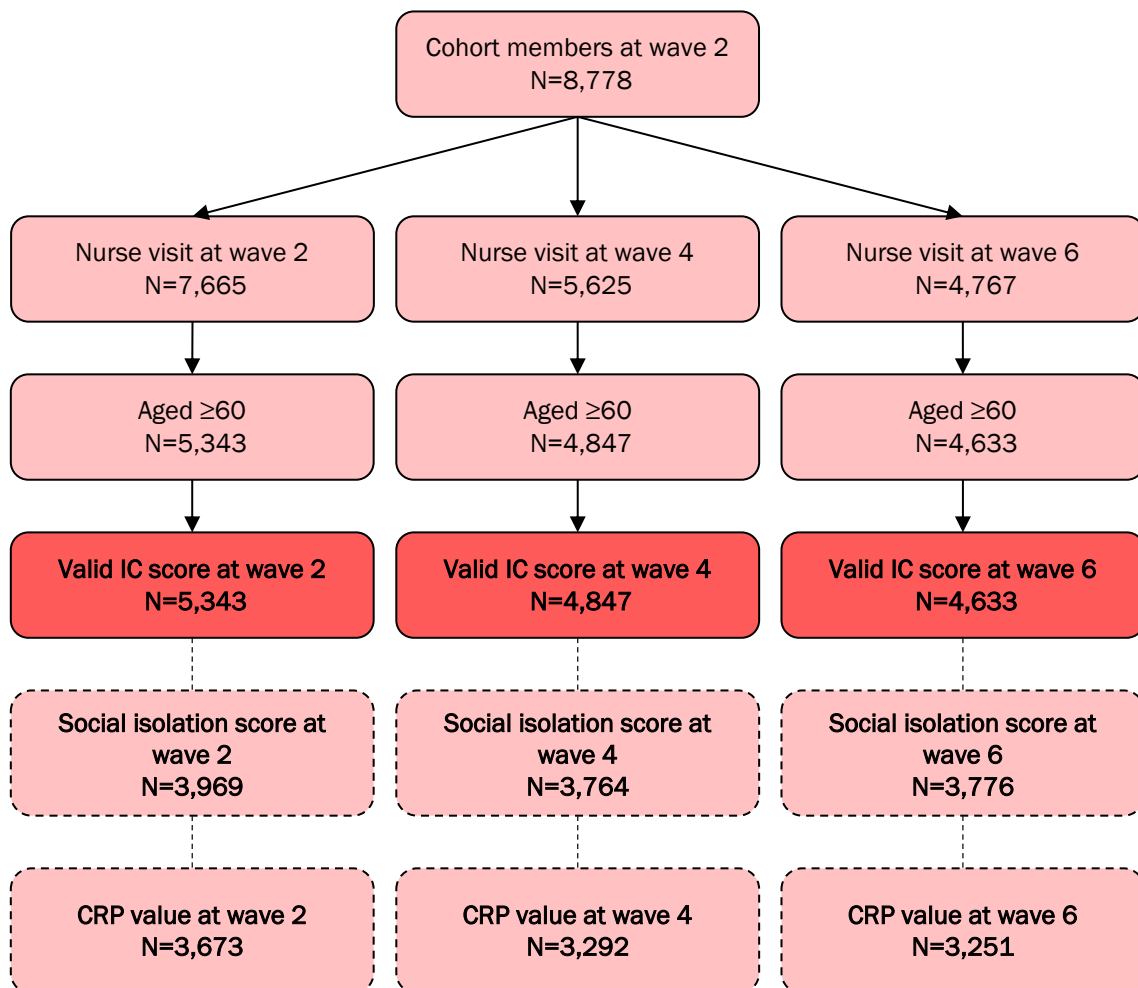 Cohort members at wave 2
N=8,778
Nurse visit at wave 2
N=7,665
Nurse visit at wave 4
N=5,625
Nurse visit at wave 6
N=4,767
Aged ≥60
N=5,343
Aged ≥60
N=4,847
Aged ≥60
N=4,633
Valid IC score at wave 2
N=5,343
Valid IC score at wave 4
N=4,847
Valid IC score at wave 6
N=4,633
Social isolation score at
wave 2
N=3,969
Social isolation score at
wave 4
N=3,764
Social isolation score at
wave 6
N=3,776
CRP value at wave 2
N=3,673
CRP value at wave 4
N=3,292
CRP value at wave 6
N=3,251